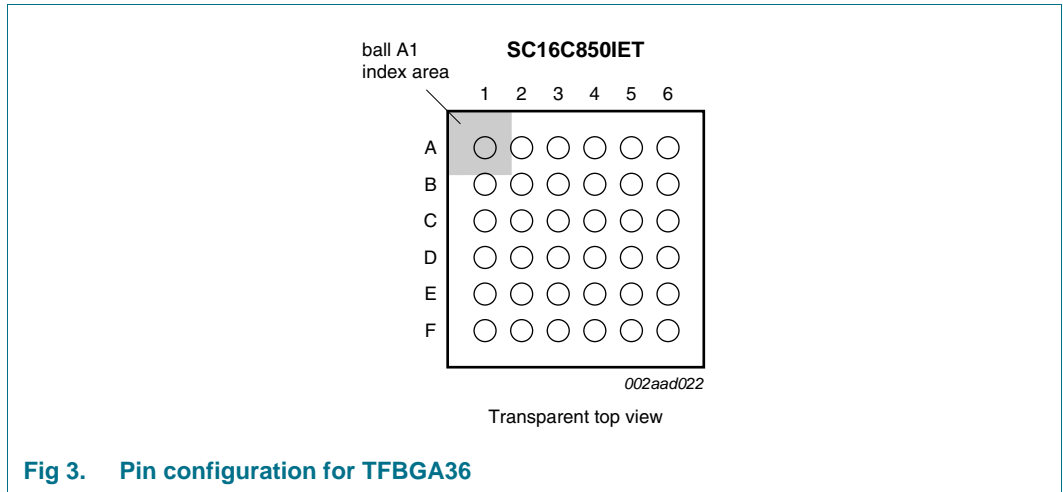 SC16C850IET
ball A1
index area
1 2 3 4 5 6
A
B
C
D
E
F
002aad022
Transparent top view
Fig 3. Pin configuration for TFBGA36